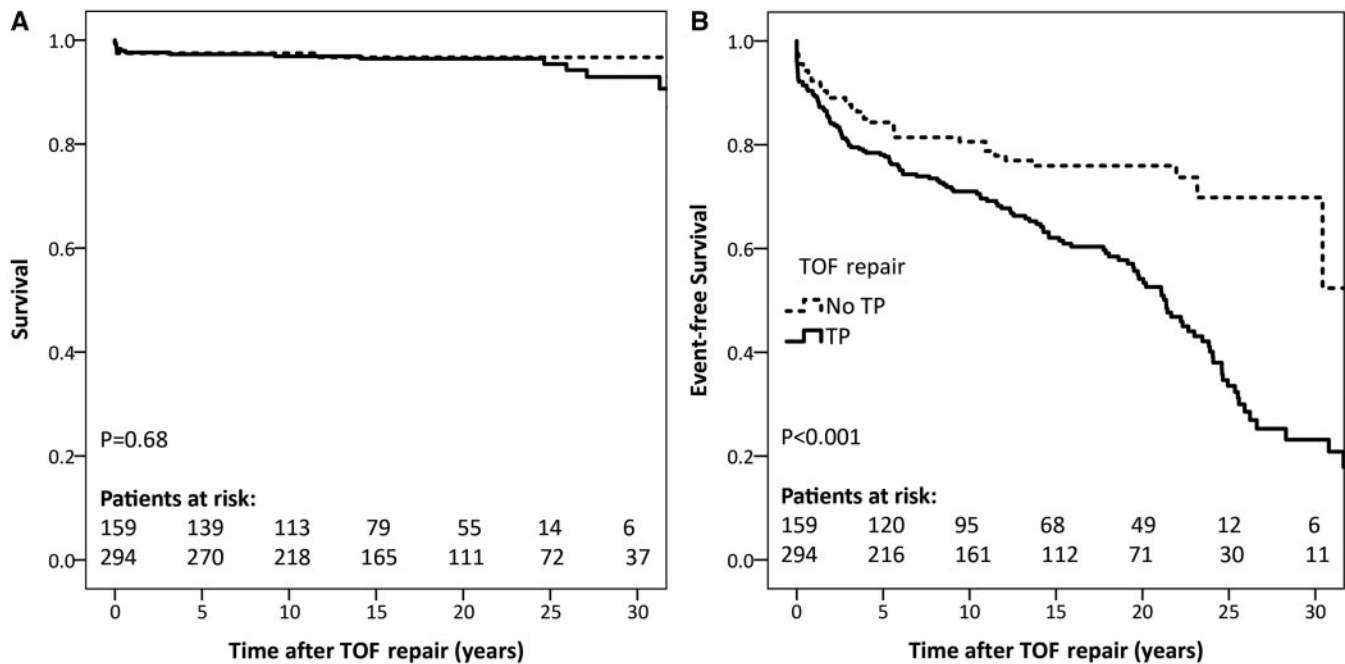 A
1.0
0.8
0.6
0.4
0.2
0.0
Survival
P=0.68
Patients at risk:
159 139 113 79 55 14 6
294 270 218 165 111 72 37
0 5 10 15 20 25 30
Time after TOF repair (years)
B
1.0
0.8
0.6
0.4
0.2
0.0
Event-free Survival
TOF repair
No TP
TP
P<0.001
Patients at risk:
159 120 95 68 49 12 6
294 216 161 112 71 30 11
0 5 10 15 20 25 30
Time after TOF repair (years)